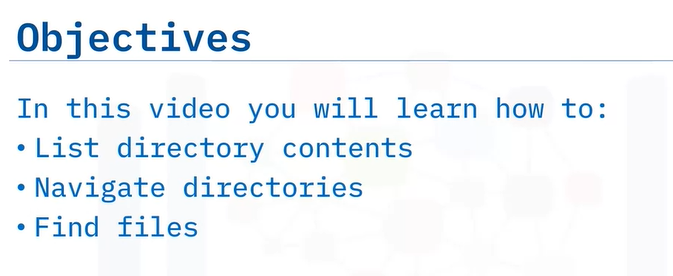 Objectives
In this video you will learn how to:
• List directory contents
• Navigate directories
• Find files